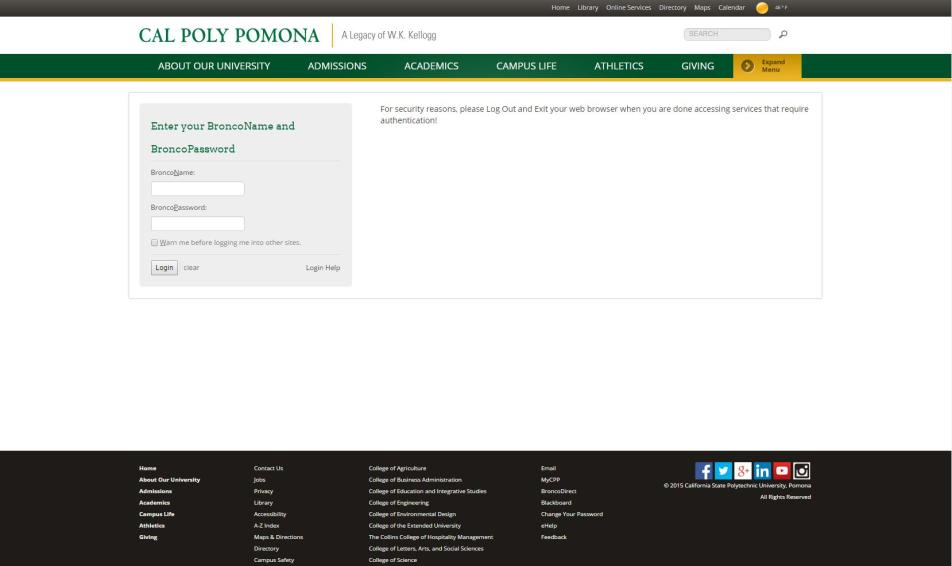 Home Library Online Services Directory Maps Calendar 46°F
CAL POLY POMONA A Legacy of W.K. Kellogg SEARCH
ABOUT OUR UNIVERSITY ADMISSIONS ACADEMICS CAMPUS LIFE ATHLETICS GIVING Expand Menu
Enter your BroncoName and
BroncoPassword
BroncoName:
BroncoPassword:
Warn me before logging me into other sites.
Login clear Login Help
For security reasons, please Log Out and Exit your web browser when you are done accessing services that require
authentication!
Home
About Our University
Admissions
Academics
Campus Life
Athletics
Giving
Contact Us
Jobs
Privacy
Library
Accessibility
A-Z Index
Maps & Directions
Directory
Campus Safety
College of Agriculture
College of Business Administration
College of Education and Integrative Studies
College of Engineering
College of Environmental Design
College of the Extended University
The Collins College of Hospitality Management
College of Letters, Arts, and Social Sciences
College of Science
Email
MyCPP
BroncoDirect
Blackboard
Change Your Password
eHelp
Feedback
© 2015 California State Polytechnic University, Pomona
All Rights Reserved